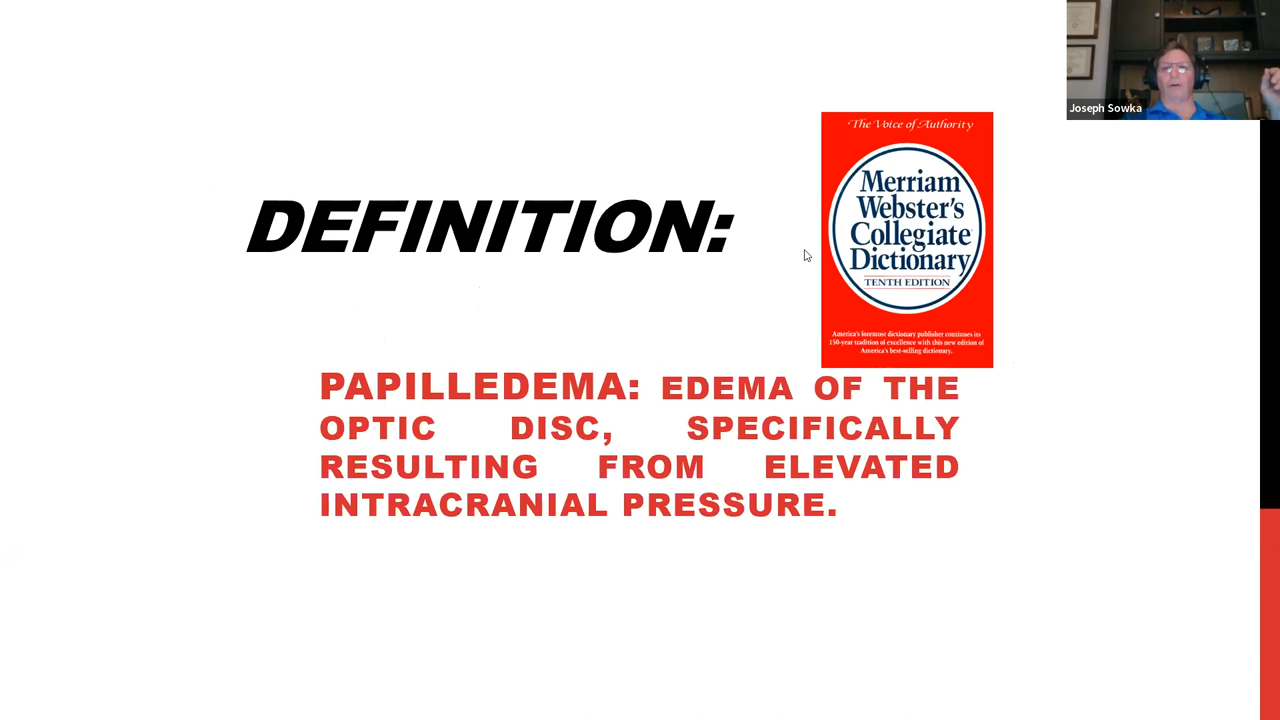 Joseph Sowka
The Voice of Authority
Merriam
Webster's
Collegiate
Dictionary
TENTH EDITION
America's foremost dictionary publisher continues its
150-year tradition of excellence with this new edition of
America's best-selling dictionary.
DEFINITION:
PAPILLEDEMA: EDEMA OF THE
OPTIC DISC, SPECIFICALLY
RESULTING FROM ELEVATED
INTRACRANIAL PRESSURE.